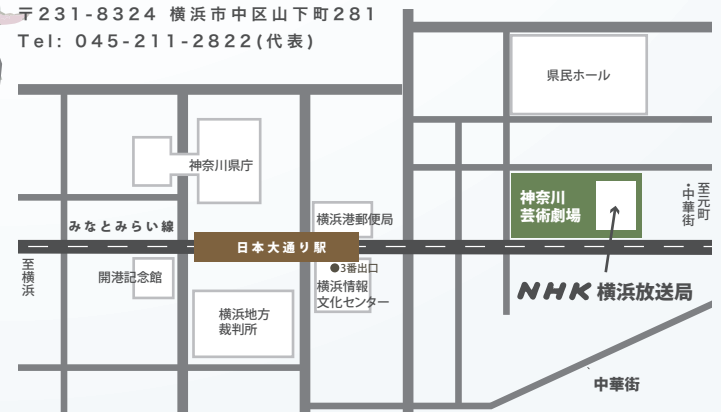 〒231-8324 横浜市中区山下町281
Tel: 045-211-2822(代表)
県民ホール
神奈川県庁
神奈川
芸術劇場
至元町
・中華街
横浜港郵便局
みなとみらい線
日本大通り駅
至横浜
●3番出口
開港記念館
横浜情報
文化センター
NHK 横浜放送局
横浜地方
裁判所
中華街